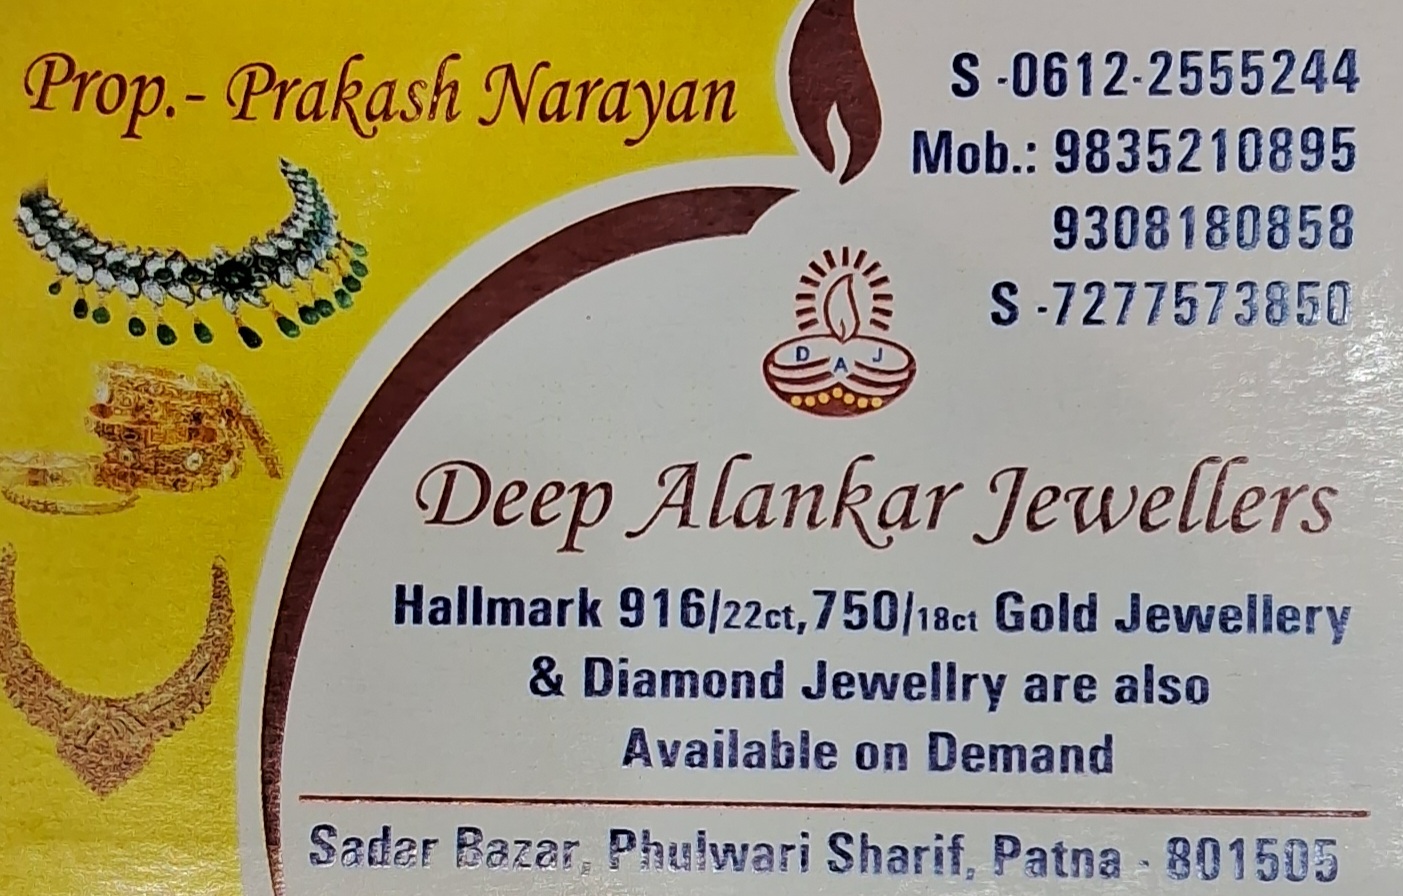 Prop.- Prakash Narayan
S -0612-2555244
Mob.: 9835210895
9308180858
S -7277573850
D A J
Deep Alankar Jewellers
Hallmark 916/22ct,750/18ct Gold Jewellery
& Diamond Jewellry are also
Available on Demand
Sadar Bazar, Phulwari Sharif, Patna - 801505